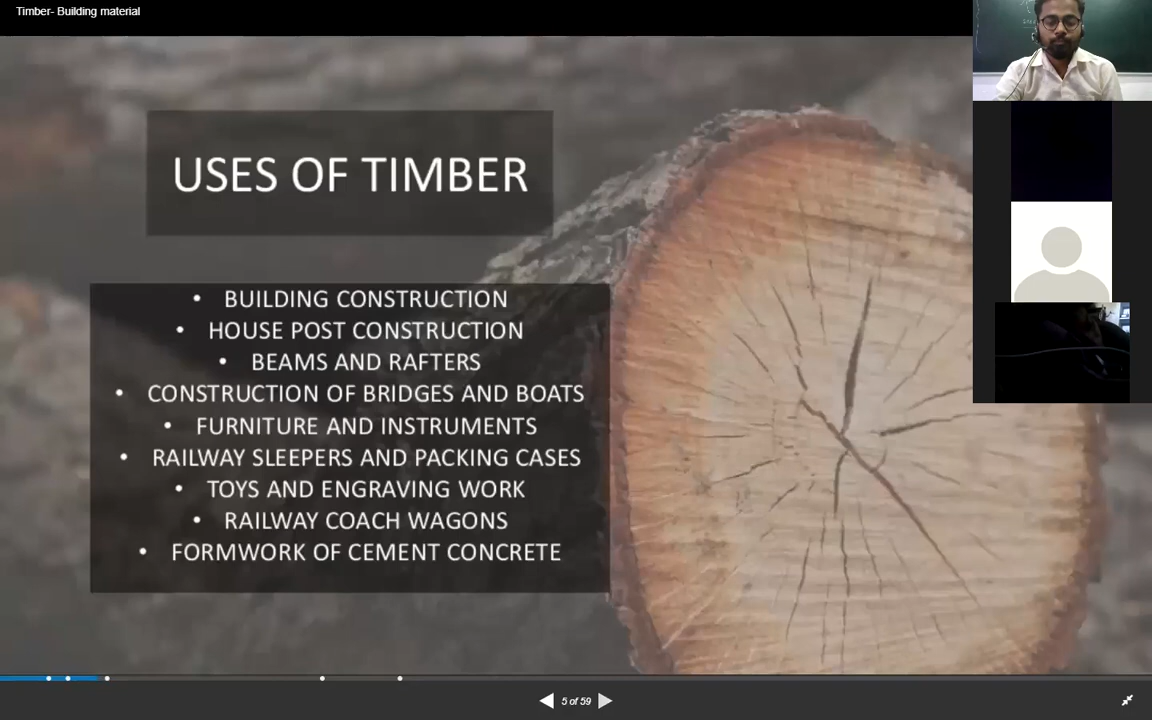 Timber- Building material
USES OF TIMBER
• BUILDING CONSTRUCTION
• HOUSE POST CONSTRUCTION
• BEAMS AND RAFTERS
• CONSTRUCTION OF BRIDGES AND BOATS
• FURNITURE AND INSTRUMENTS
• RAILWAY SLEEPERS AND PACKING CASES
• TOYS AND ENGRAVING WORK
• RAILWAY COACH WAGONS
• FORMWORK OF CEMENT CONCRETE
5 of 59